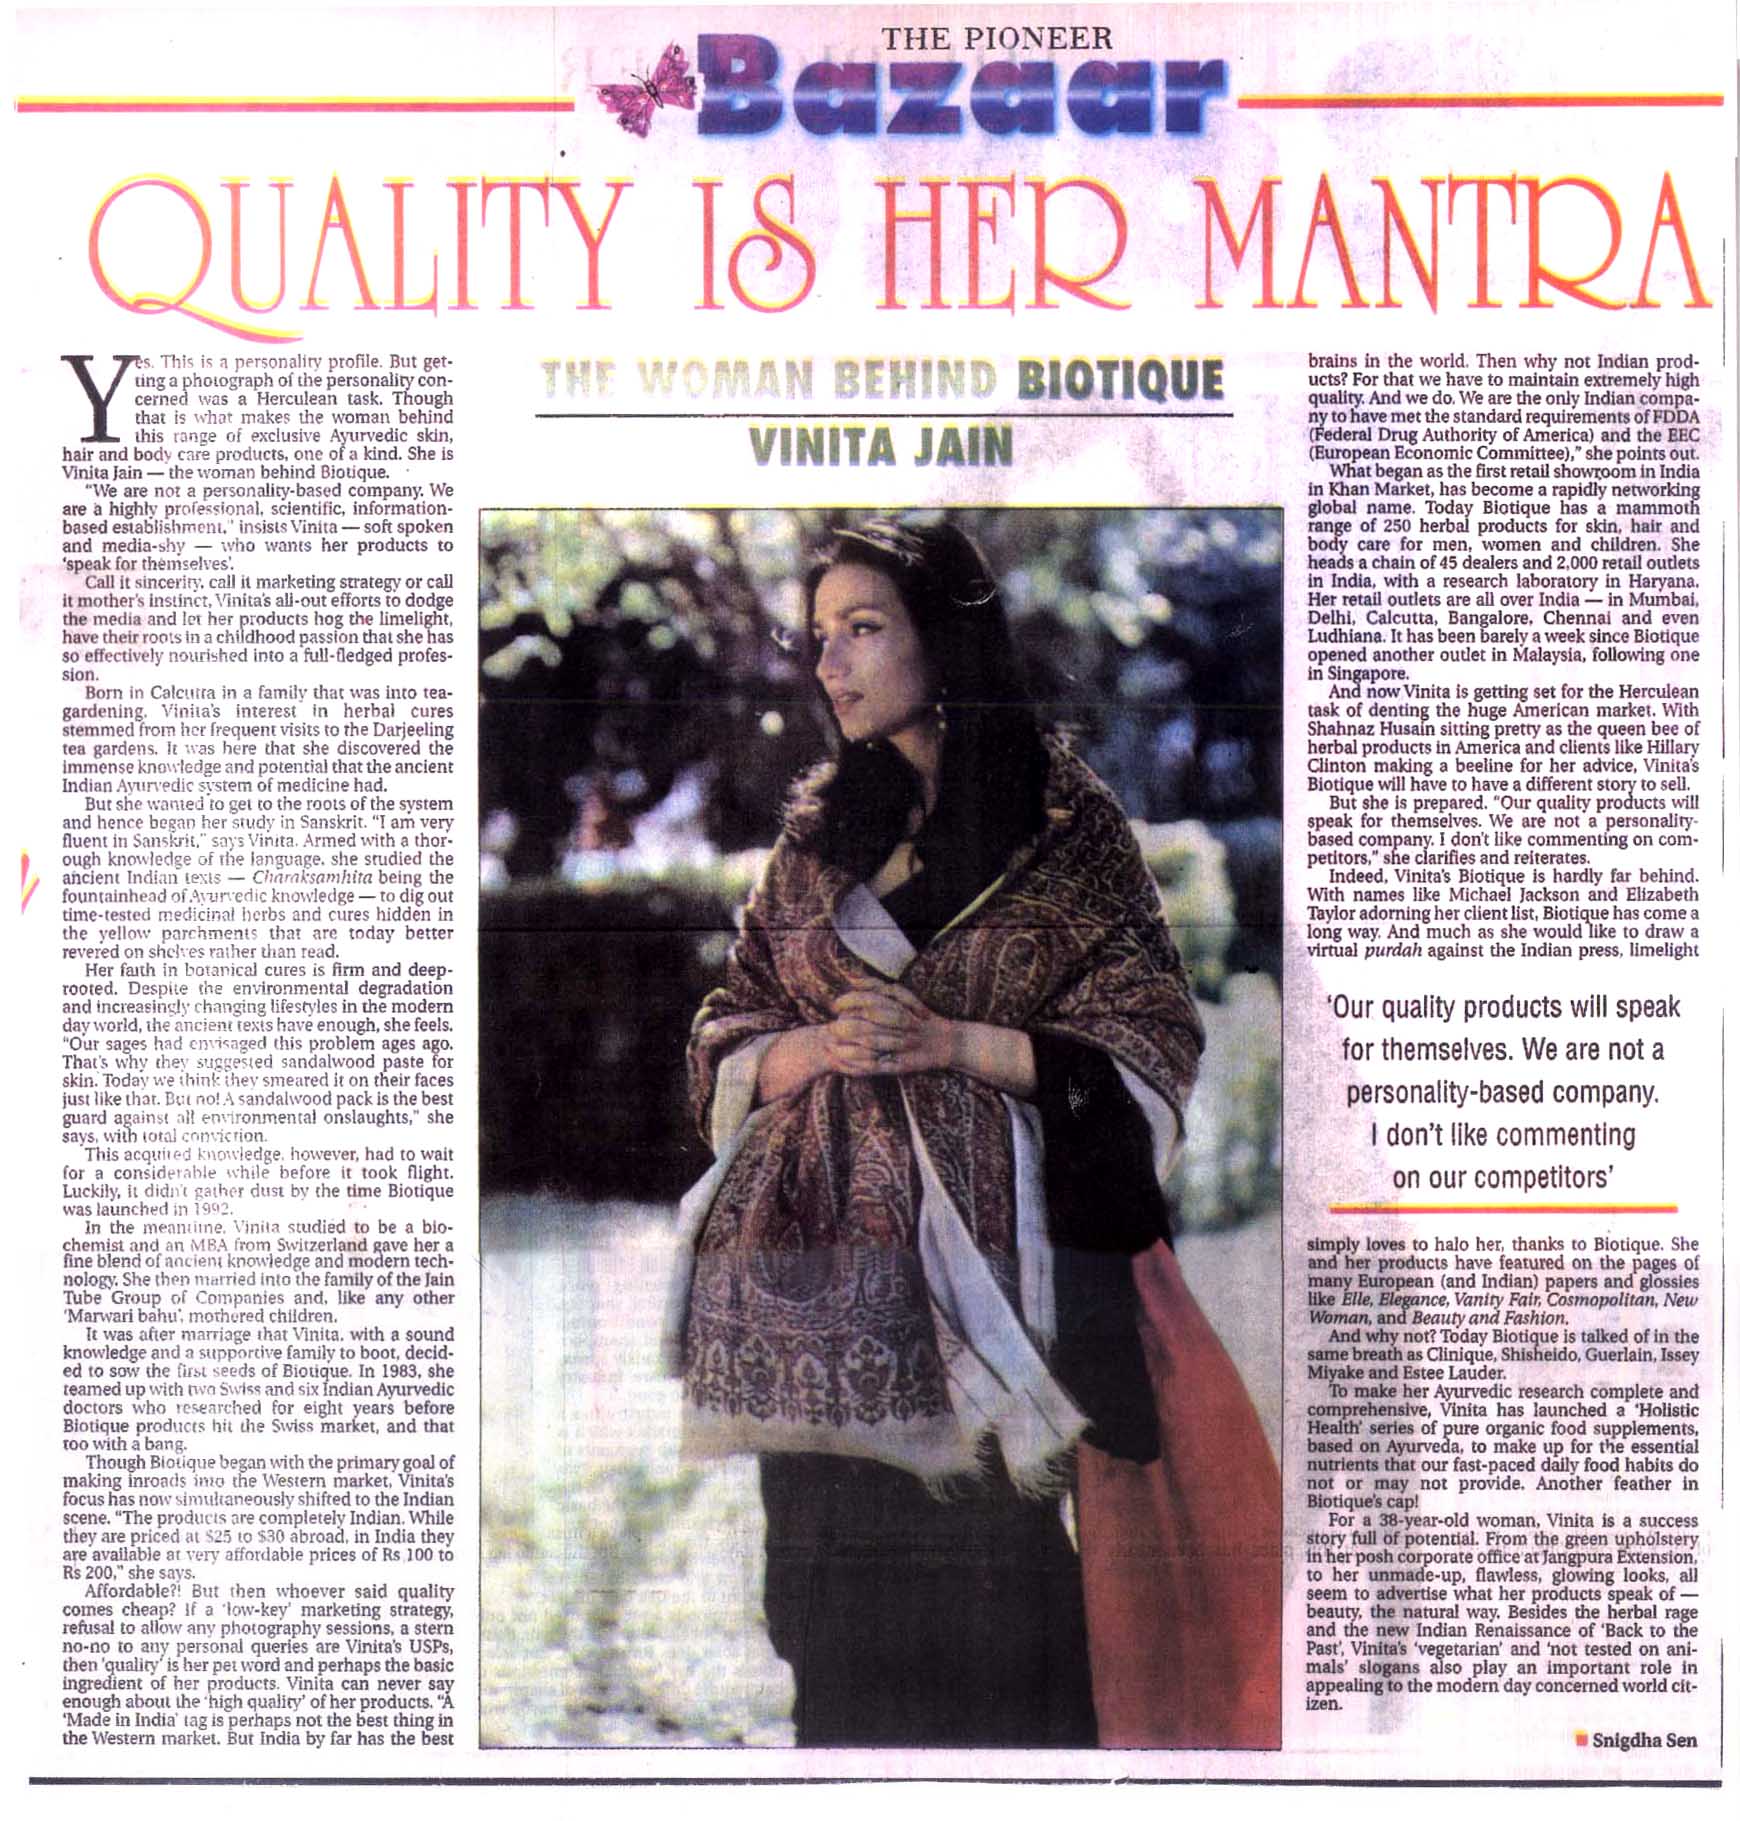 THE PIONEER
Bazaar
QUALITY IS HER MANTRA
THE WOMAN BEHIND BIOTIQUE
VINITA JAIN
Yes. This is a personality profile. But get-
ting a photograph of the personality con-
cerned was a Herculean task. Though
that is what makes the woman behind
this range of exclusive Ayurvedic skin,
hair and body care products, one of a kind. She is
Vinita Jain — the woman behind Biotique.
"We are not a personality-based company. We
are a highly professional, scientific, information-
based establishment," insists Vinita — soft spoken
and media-shy — who wants her products to
'speak for themselves'.
Call it sincerity, call it marketing strategy or call
it mother's instinct, Vinita's all-out efforts to dodge
the media and let her products hog the limelight,
have their roots in a childhood passion that she has
so effectively nourished into a full-fledged profes-
sion.
Born in Calcutta in a family that was into tea-
gardening, Vinita's interest in herbal cures
stemmed from her frequent visits to the Darjeeling
tea gardens. It was here that she discovered the
immense knowledge and potential that the ancient
Indian Ayurvedic system of medicine had.
But she wanted to get to the roots of the system
and hence began her study in Sanskrit. "I am very
fluent in Sanskrit," says Vinita. Armed with a thor-
ough knowledge of the language, she studied the
ancient Indian texts — Charaksamhita being the
fountainhead of Ayurvedic knowledge — to dig out
time-tested medicinal herbs and cures hidden in
the yellow parchments that are today better
revered on shelves rather than read.
Her faith in botanical cures is firm and deep-
rooted. Despite the environmental degradation
and increasingly changing lifestyles in the modern
day world, the ancient texts have enough, she feels.
"Our sages had envisaged this problem ages ago.
That's why they suggested sandalwood paste for
skin. Today we think they smeared it on their faces
just like that. But no! A sandalwood pack is the best
guard against all environmental onslaughts," she
says, with total conviction.
This acquired knowledge, however, had to wait
for a considerable while before it took flight.
Luckily, it didn't gather dust by the time Biotique
was launched in 1992.
In the meantime, Vinita studied to be a bio-
chemist and an MBA from Switzerland gave her a
fine blend of ancient knowledge and modern tech-
nology. She then married into the family of the Jain
Tube Group of Companies and, like any other
'Marwari bahu', mothered children.
It was after marriage that Vinita, with a sound
knowledge and a supportive family to boot, decid-
ed to sow the first seeds of Biotique. In 1983, she
teamed up with two Swiss and six Indian Ayurvedic
doctors who researched for eight years before
Biotique products hit the Swiss market, and that
too with a bang.
Though Biotique began with the primary goal of
making inroads into the Western market, Vinita's
focus has now simultaneously shifted to the Indian
scene. "The products are completely Indian. While
they are priced at $25 to $30 abroad, in India they
are available at very affordable prices of Rs 100 to
Rs 200," she says.
Affordable?! But then whoever said quality
comes cheap? If a 'low-key' marketing strategy,
refusal to allow any photography sessions, a stern
no-no to any personal queries are Vinita's USPs,
then 'quality' is her pet word and perhaps the basic
ingredient of her products. Vinita can never say
enough about the 'high quality' of her products. "A
'Made in India' tag is perhaps not the best thing in
the Western market. But India by far has the best
brains in the world. Then why not Indian prod-
ucts? For that we have to maintain extremely high
quality. And we do. We are the only Indian compa-
ny to have met the standard requirements of FDDA
(Federal Drug Authority of America) and the EEC
(European Economic Committee)," she points out.
What began as the first retail showroom in India
in Khan Market, has become a rapidly networking
global name. Today Biotique has a mammoth
range of 250 herbal products for skin, hair and
body care for men, women and children. She
heads a chain of 45 dealers and 2,000 retail outlets
in India, with a research laboratory in Haryana.
Her retail outlets are all over India — in Mumbai,
Delhi, Calcutta, Bangalore, Chennai and even
Ludhiana. It has been barely a week since Biotique
opened another outlet in Malaysia, following one
in Singapore.
And now Vinita is getting set for the Herculean
task of denting the huge American market. With
Shahnaz Husain sitting pretty as the queen bee of
herbal products in America and clients like Hillary
Clinton making a beeline for her advice, Vinita's
Biotique will have to have a different story to sell.
But she is prepared. "Our quality products will
speak for themselves. We are not a personality-
based company. I don't like commenting on com-
petitors," she clarifies and reiterates.
Indeed, Vinita's Biotique is hardly far behind.
With names like Michael Jackson and Elizabeth
Taylor adorning her client list, Biotique has come a
long way. And much as she would like to draw a
virtual purdah against the Indian press, limelight
'Our quality products will speak
for themselves. We are not a
personality-based company.
I don't like commenting
on our competitors'
simply loves to halo her, thanks to Biotique. She
and her products have featured on the pages of
many European (and Indian) papers and glossies
like Elle, Elegance, Vanity Fair, Cosmopolitan, New
Woman, and Beauty and Fashion.
And why not? Today Biotique is talked of in the
same breath as Clinique, Shisheido, Guerlain, Issey
Miyake and Estee Lauder.
To make her Ayurvedic research complete and
comprehensive, Vinita has launched a 'Holistic
Health' series of pure organic food supplements,
based on Ayurveda, to make up for the essential
nutrients that our fast-paced daily food habits do
not or may not provide. Another feather in
Biotique's cap!
For a 38-year-old woman, Vinita is a success
story full of potential. From the green upholstery
in her posh corporate office at Jangpura Extension,
to her unmade-up, flawless, glowing looks, all
seem to advertise what her products speak of —
beauty, the natural way. Besides the herbal rage
and the new Indian Renaissance of 'Back to the
Past', Vinita's 'vegetarian' and 'not tested on ani-
mals' slogans also play an important role in
appealing to the modern day concerned world cit-
izen.
Snigdha Sen